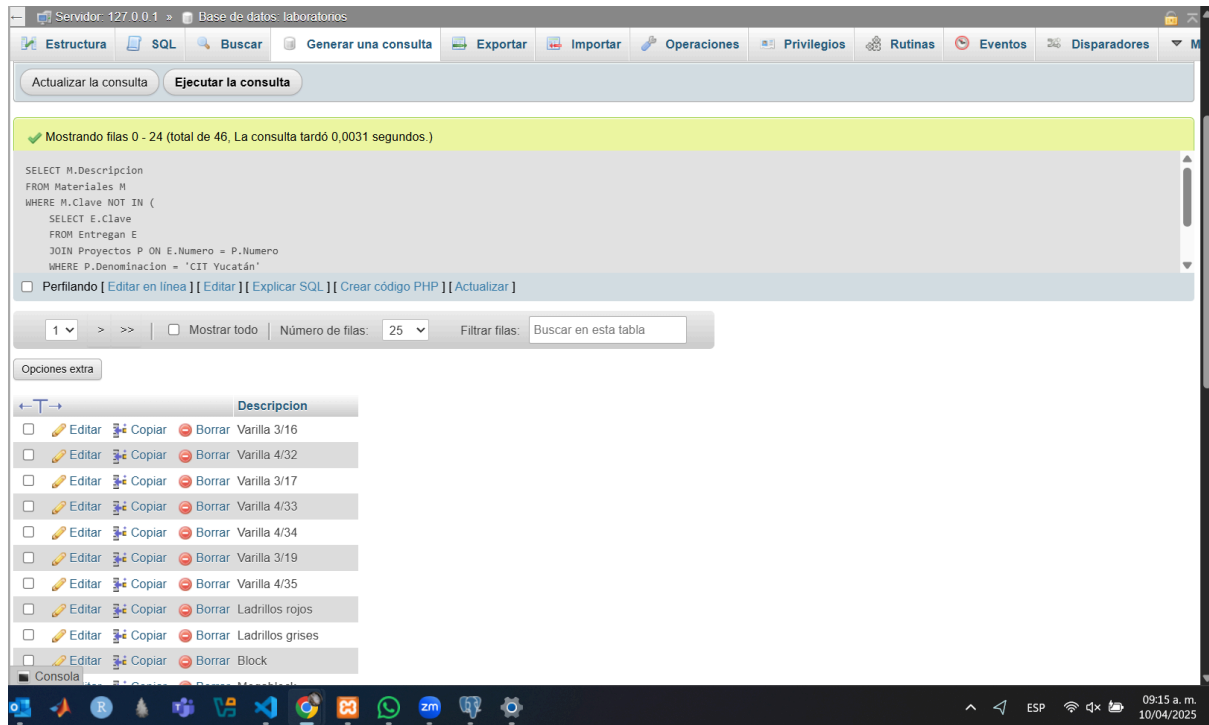 Servidor: 127.0.0.1 » Base de datos: laboratorios
Estructura SQL Buscar Generar una consulta Exportar Importar Operaciones Privilegios Rutinas Eventos Disparadores M
Actualizar la consulta Ejecutar la consulta
Mostrando filas 0 - 24 (total de 46, La consulta tardó 0,0031 segundos.)
SELECT M.Descripcion
FROM Materiales M
WHERE M.Clave NOT IN (
SELECT E.Clave
FROM Entregan E
JOIN Proyectos P ON E.Numero = P.Numero
WHERE P.Denominacion = 'CIT Yucatán'
Perfilando [ Editar en línea ] [ Editar ] [ Explicar SQL ] [ Crear código PHP ] [ Actualizar ]
1 > >> Mostrar todo Número de filas: 25 Filtrar filas: Buscar en esta tabla
Opciones extra
←T→ Descripcion
Editar Copiar Borrar Varilla 3/16
Editar Copiar Borrar Varilla 4/32
Editar Copiar Borrar Varilla 3/17
Editar Copiar Borrar Varilla 4/33
Editar Copiar Borrar Varilla 4/34
Editar Copiar Borrar Varilla 3/19
Editar Copiar Borrar Varilla 4/35
Editar Copiar Borrar Ladrillos rojos
Editar Copiar Borrar Ladrillos grises
Editar Copiar Borrar Block
Consola
R zm ESP 09:15 a. m.
10/04/2025